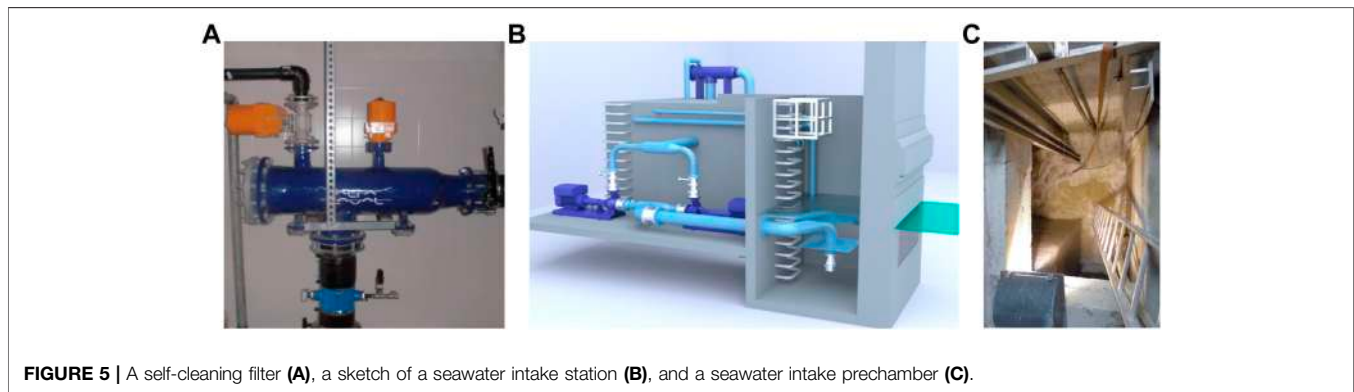 A B C
FIGURE 5 | A self-cleaning filter (A), a sketch of a seawater intake station (B), and a seawater intake prechamber (C).